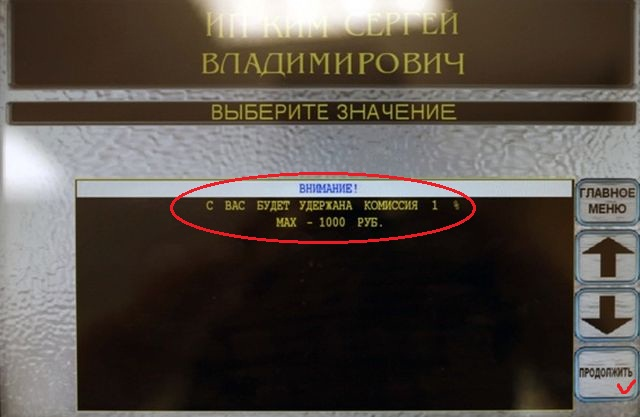 ИП КИМ СЕРГЕЙ
ВЛАДИМИРОВИЧ
ВЫБЕРИТЕ ЗНАЧЕНИЕ
ВНИМАНИЕ!
С ВАС БУДЕТ УДЕРЖАНА КОМИССИЯ 1 %
MAX - 1000 РУБ.
ГЛАВНОЕ
МЕНЮ
ПРОДОЛЖИТЬ